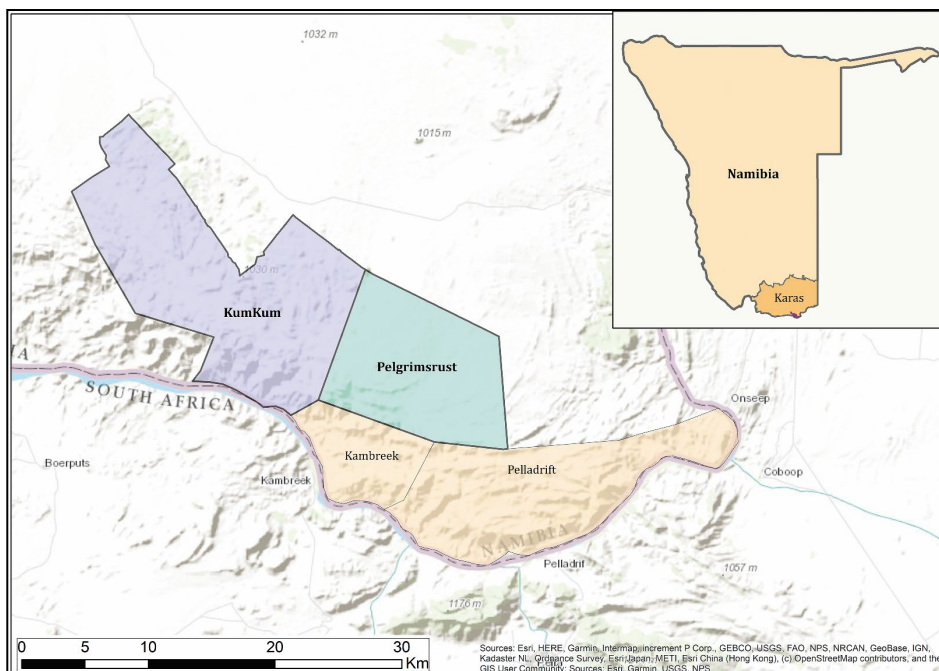 1032 m
1015 m
Namibia
Karas
1030 m
KumKum
Pelgrimsrust
IA
SOUTH AFRICA
Onseep
Kambreek
Pelladrift
Boerputs
Kambreek
Coboop
NAMIBIA
Pelladrif
1057 m
1176 m
0 5 10 20 30
Km
Sources: Esri, HERE, Garmin, Intermap, increment P Corp., GEBCO, USGS, FAO, NPS, NRCAN, GeoBase, IGN,
Kadaster NL, Ordnance Survey, Esri Japan, METI, Esri China (Hong Kong), (c) OpenStreetMap contributors, and the
GIS User Community; Sources: Esri, Garmin, USGS, NPS